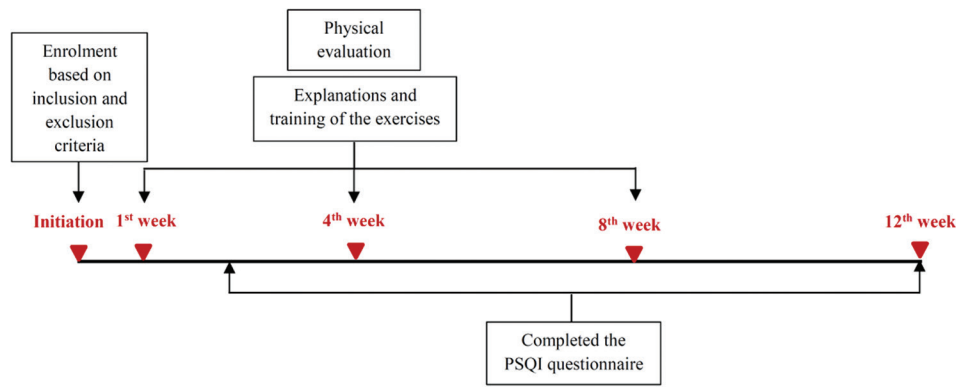 Physical
evaluation
Enrolment
based on
inclusion and
exclusion
criteria
Explanations and
training of the exercises
Initiation
1st week
4th week
8th week
12th week
Completed the
PSQI questionnaire